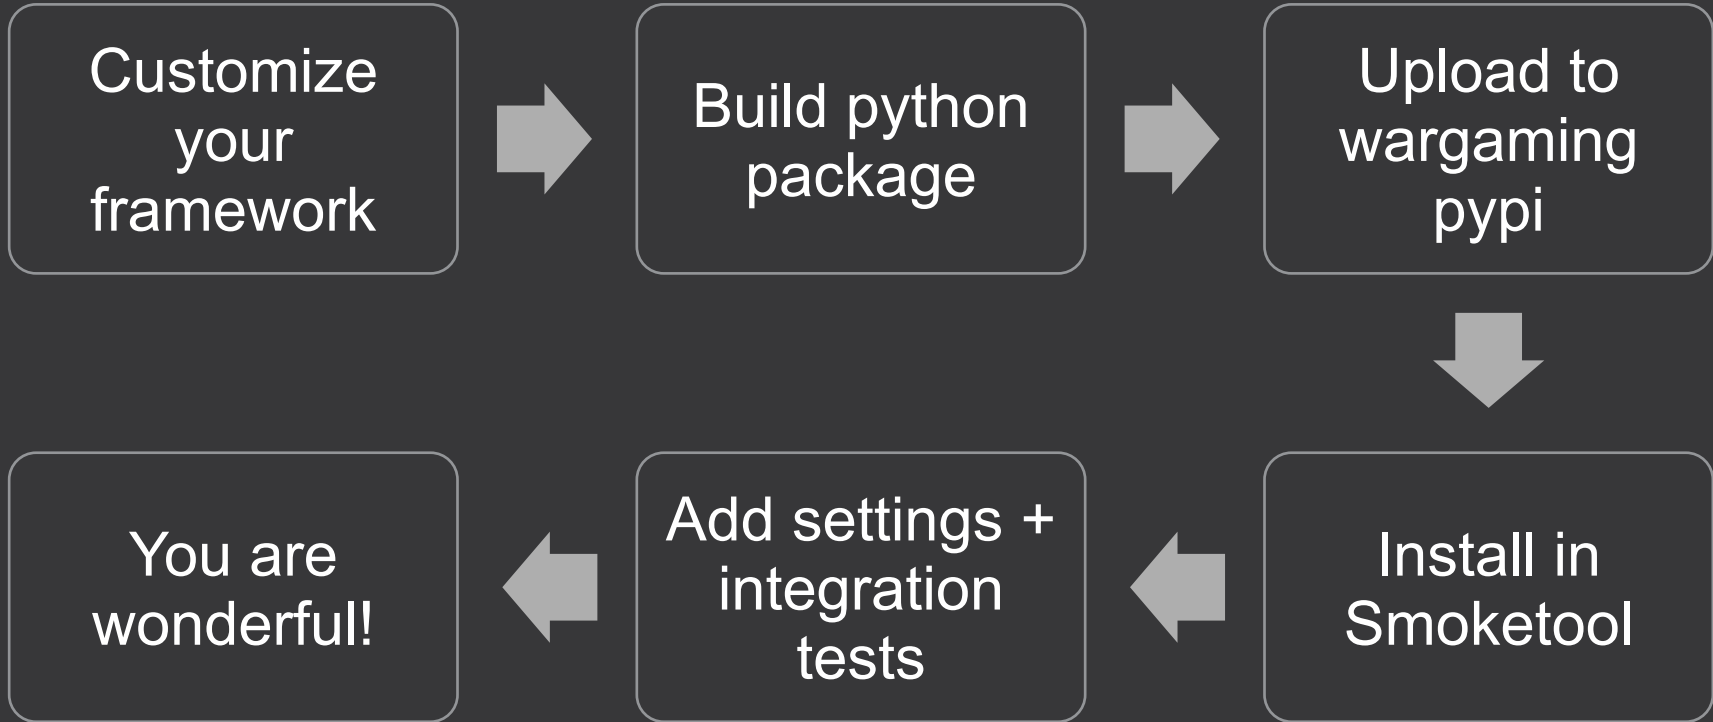 Customize
your
framework
Build python
package
Upload to
wargaming
pypi
Install in
Smoketool
Add settings +
integration
tests
You are
wonderful!